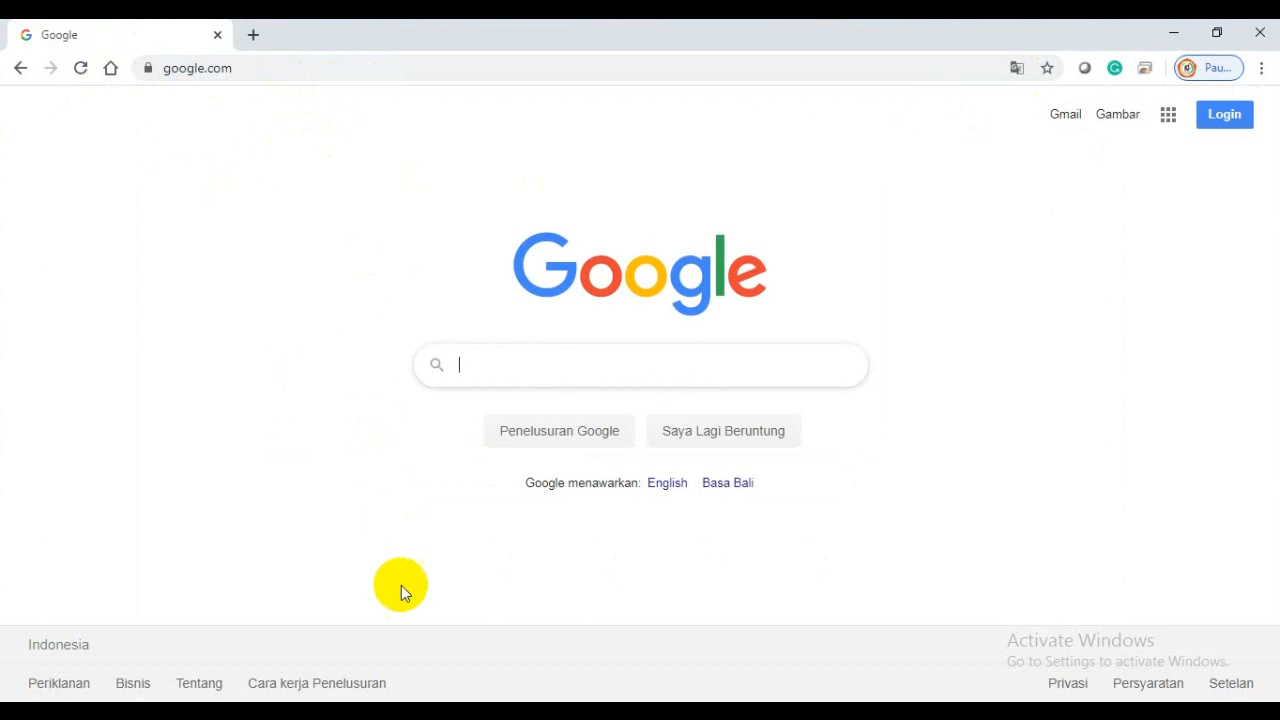 Google
google.com
Pau...
Gmail Gambar Login
Google
Penelusuran Google Saya Lagi Beruntung
Google menawarkan: English Basa Bali
Indonesia
Activate Windows
Go to Settings to activate Windows.
Periklanan Bisnis Tentang Cara kerja Penelusuran Privasi Persyaratan Setelan